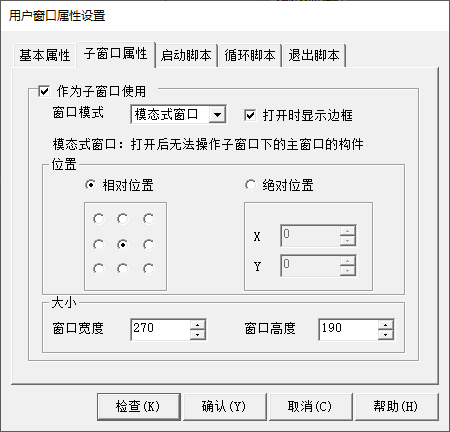 用户窗口属性设置
基本属性 子窗口属性 启动脚本 循环脚本 退出脚本
作为子窗口使用
窗口模式 模态式窗口 打开时显示边框
模态式窗口：打开后无法操作子窗口下的主窗口的构件
位置
相对位置 绝对位置
X 0
Y 0
大小
窗口宽度 270 窗口高度 190
检查(K) 确认(Y) 取消(C) 帮助(H)